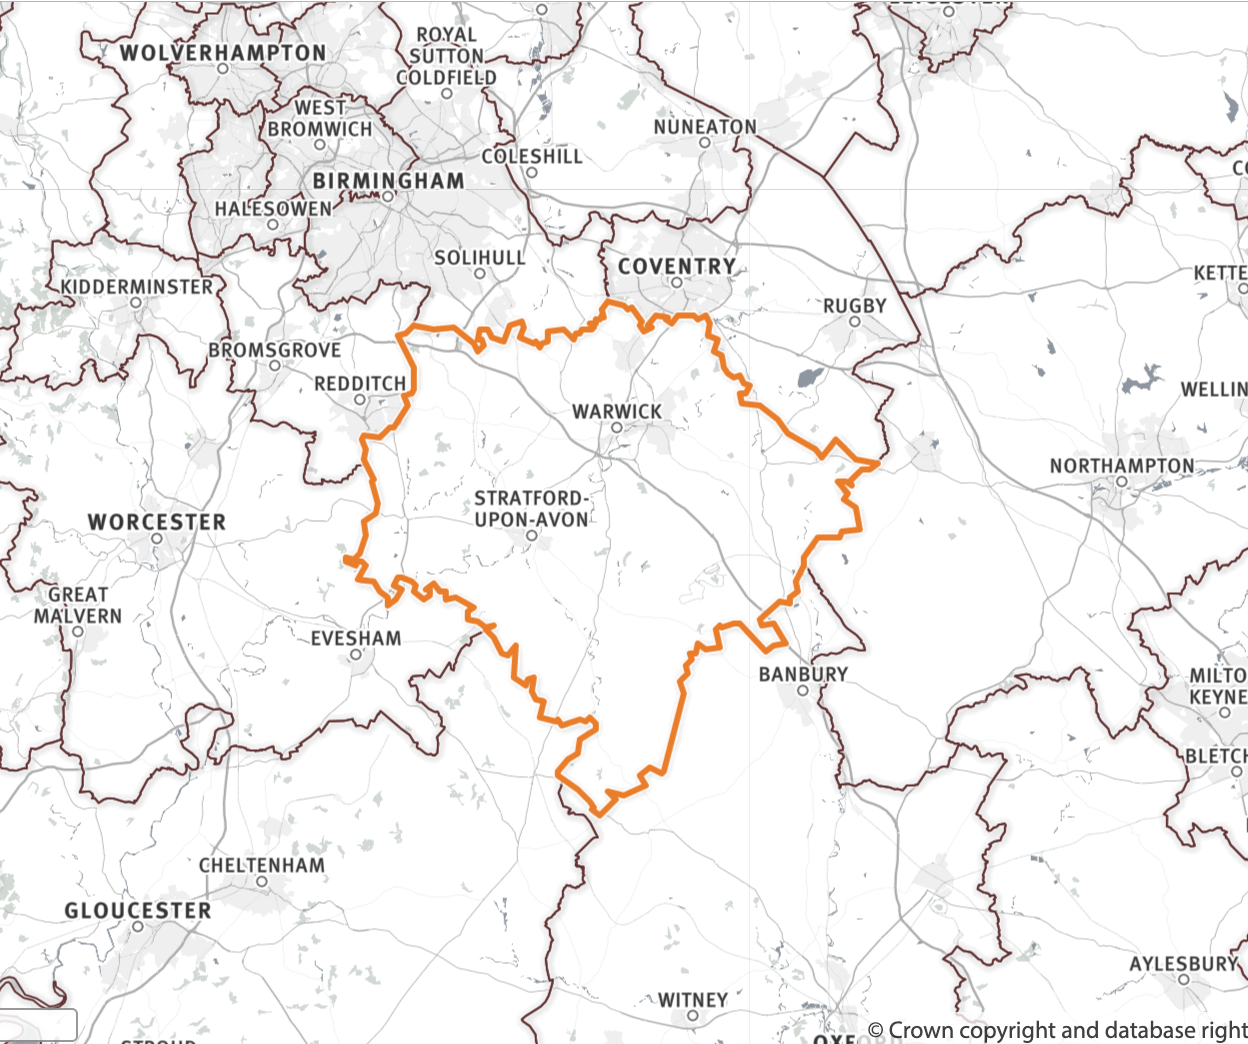 WOLVERHAMPTON
ROYAL
SUTTON
COLDFIELD
WEST
BROMWICH
NUNEATON
COLESHILL
BIRMINGHAM
HALESOWEN
SOLIHULL
COVENTRY
KIDDERMINSTER
KETTE
RUGBY
BROMSGROVE
REDDITCH
WELLIN
WARWICK
NORTHAMPTON
STRATFORD-
UPON-AVON
WORCESTER
GREAT
MALVERN
EVESHAM
BANBURY
MILTO
KEYNE
BLETCH
CHELTENHAM
GLOUCESTER
AYLESBURY
WITNEY
© Crown copyright and database right